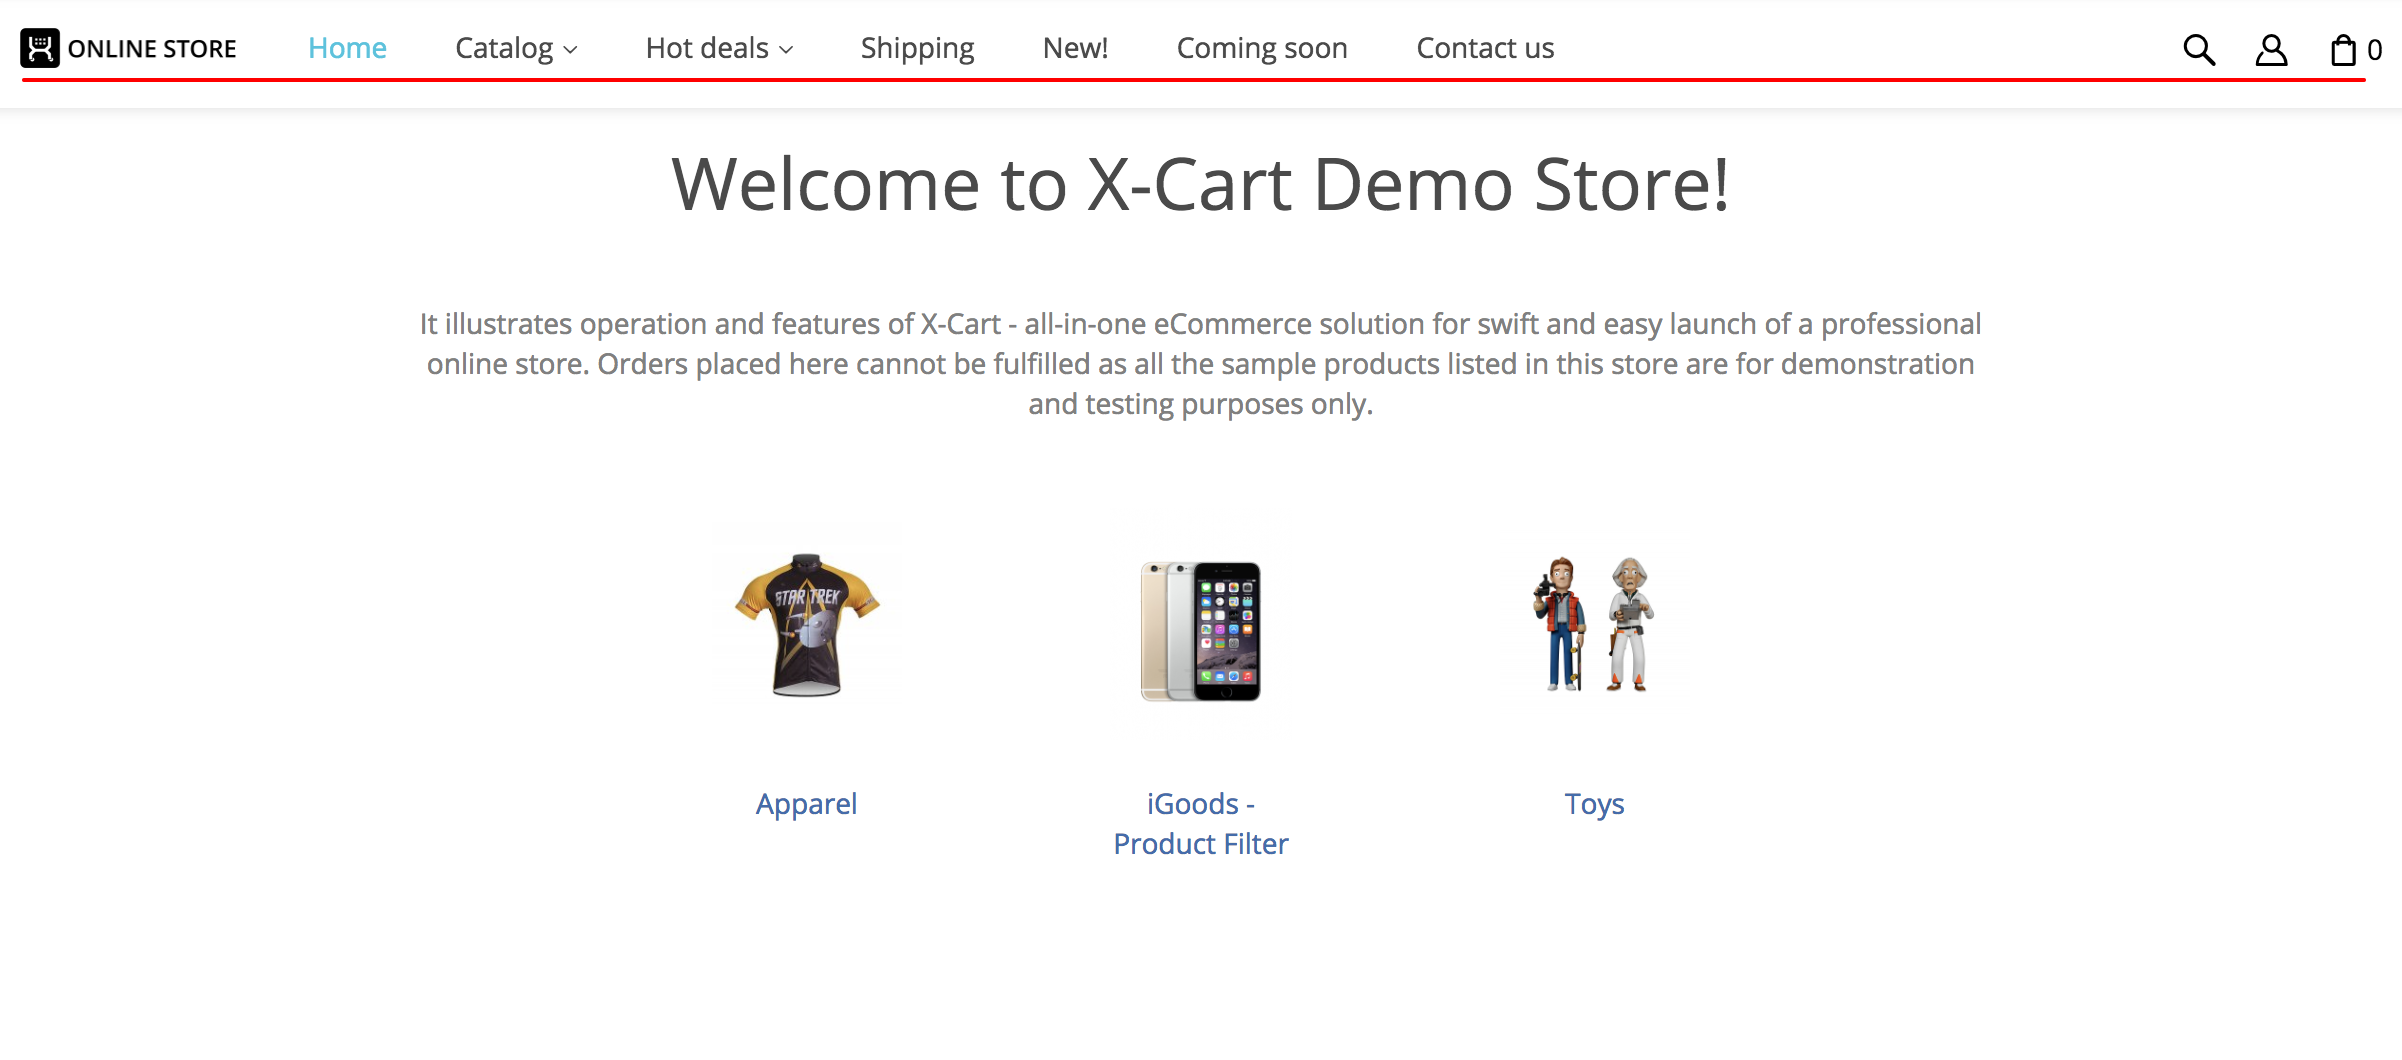 ONLINE STORE Home Catalog Hot deals Shipping New! Coming soon Contact us 0
Welcome to X-Cart Demo Store!
It illustrates operation and features of X-Cart - all-in-one eCommerce solution for swift and easy launch of a professional
online store. Orders placed here cannot be fulfilled as all the sample products listed in this store are for demonstration
and testing purposes only.
STAR TREK
Apparel
iGoods -
Product Filter
Toys